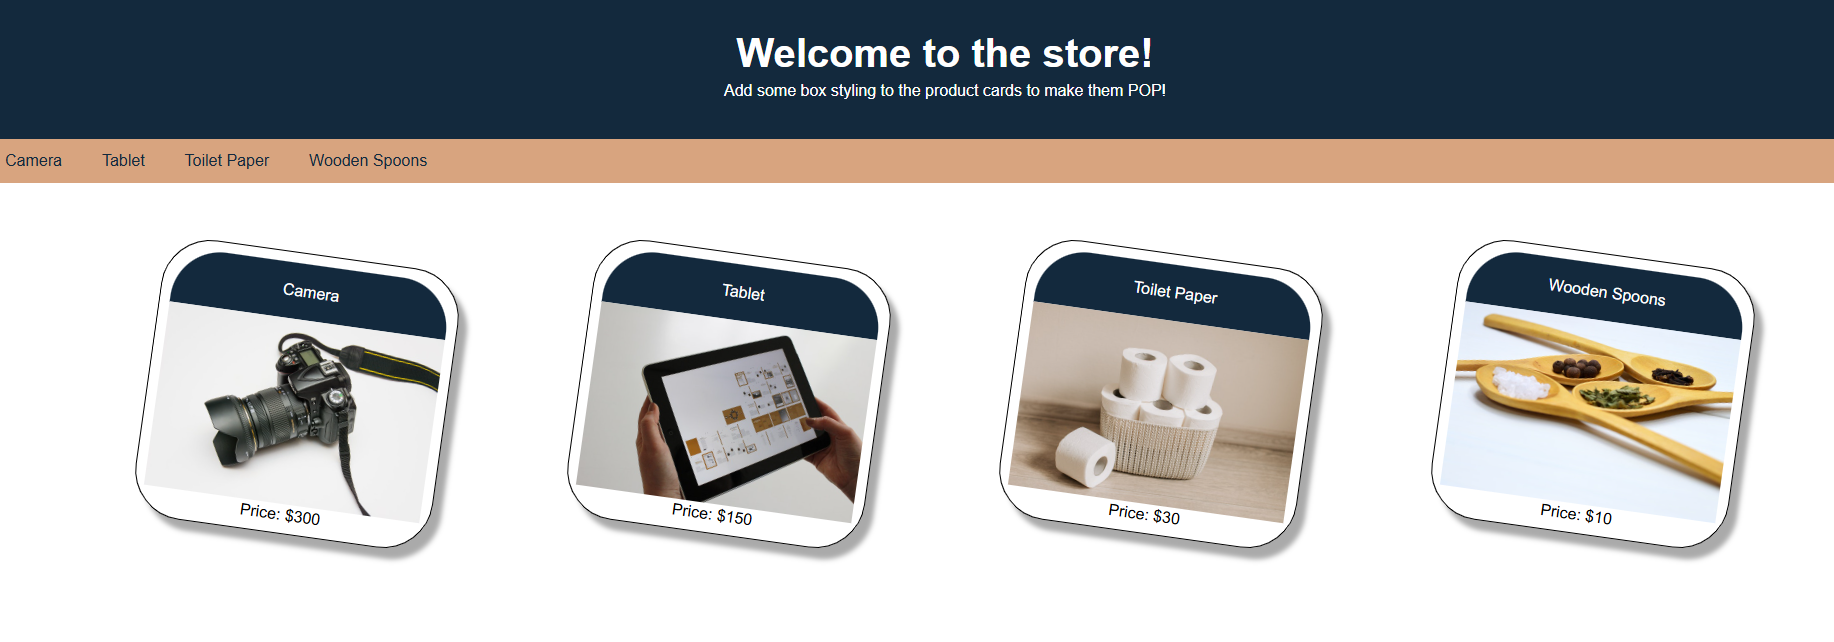 Welcome to the store!
Add some box styling to the product cards to make them POP!
Camera Tablet Toilet Paper Wooden Spoons
Camera
Tablet
Toilet Paper
Wooden Spoons
Price: $300
Price: $150
Price: $30
Price: $10